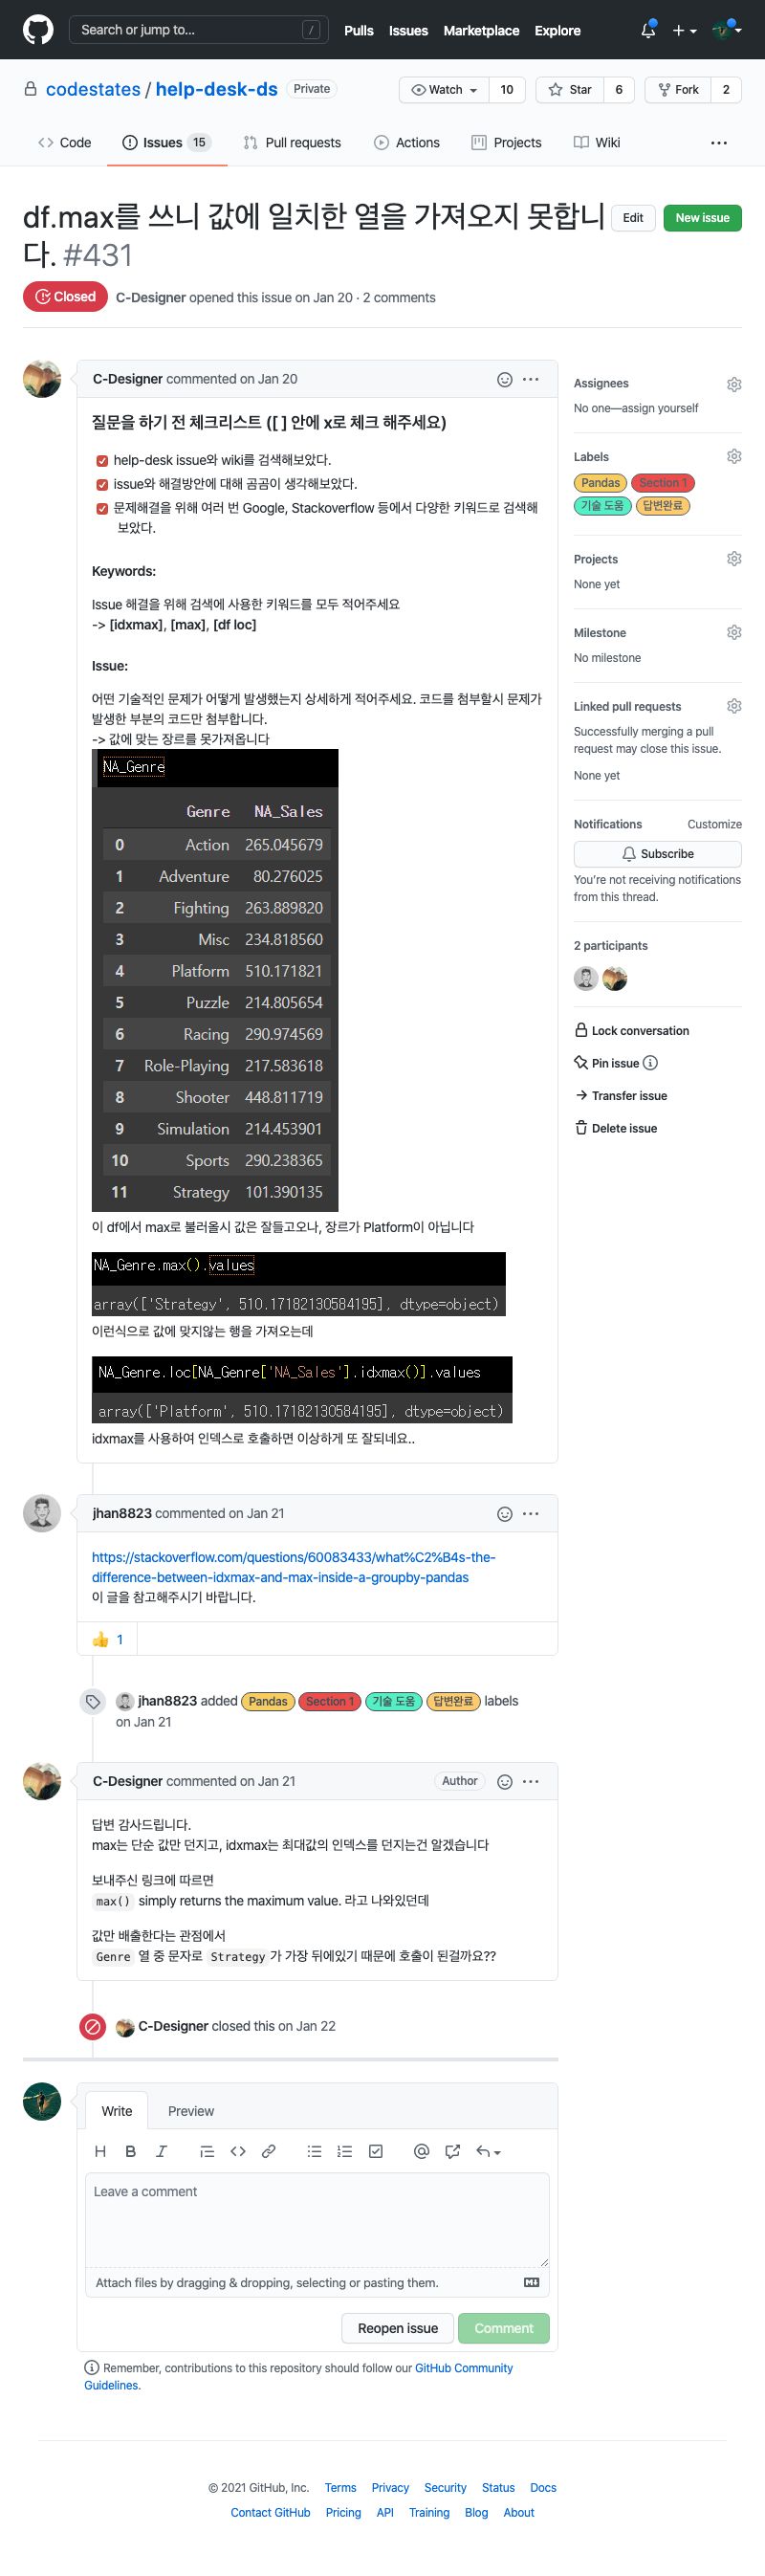 Search or jump to...
/
Pulls Issues Marketplace Explore
codestates / help-desk-ds Private
Watch 10 Star 6 Fork 2
Code Issues 15 Pull requests Actions Projects Wiki
df.max를 쓰니 값에 일치한 열을 가져오지 못합니
다. #431
Edit New issue
Closed C-Designer opened this issue on Jan 20 · 2 comments
C-Designer commented on Jan 20
질문을 하기 전 체크리스트 ([ ] 안에 x로 체크 해주세요)
help-desk issue와 wiki를 검색해보았다.
issue와 해결방안에 대해 곰곰이 생각해보았다.
문제해결을 위해 여러 번 Google, Stackoverflow 등에서 다양한 키워드로 검색해
보았다.
Keywords:
Issue 해결을 위해 검색에 사용한 키워드를 모두 적어주세요
-> [idxmax], [max], [df loc]
Issue:
어떤 기술적인 문제가 어떻게 발생했는지 상세하게 적어주세요. 코드를 첨부할시 문제가
발생한 부분의 코드만 첨부합니다.
-> 값에 맞는 장르를 못가져옵니다
NA_Genre
Genre NA_Sales
0 Action 265.045679
1 Adventure 80.276025
2 Fighting 263.889820
3 Misc 234.818560
4 Platform 510.171821
5 Puzzle 214.805654
6 Racing 290.974569
7 Role-Playing 217.583618
8 Shooter 448.811719
9 Simulation 214.453901
10 Sports 290.238365
11 Strategy 101.390135
이 df에서 max로 불러올시 값은 잘들고오나, 장르가 Platform이 아닙니다
NA_Genre.max().values
array(['Strategy', 510.17182130584195], dtype=object)
이런식으로 값에 맞지않는 행을 가져오는데
NA_Genre.loc[NA_Genre['NA_Sales'].idxmax()].values
array(['Platform', 510.17182130584195], dtype=object)
idxmax를 사용하여 인덱스로 호출하면 이상하게 또 잘되네요..
Assignees
No one—assign yourself
Labels
Pandas Section 1
기술 도움 답변완료
Projects
None yet
Milestone
No milestone
Linked pull requests
Successfully merging a pull
request may close this issue.
None yet
Notifications Customize
Subscribe
You're not receiving notifications
from this thread.
2 participants
Lock conversation
Pin issue
Transfer issue
Delete issue
jhan8823 commented on Jan 21
https://stackoverflow.com/questions/60083433/what%C2%B4s-the-
difference-between-idxmax-and-max-inside-a-groupby-pandas
이 글을 참고해주시기 바랍니다.
👍 1
jhan8823 added Pandas Section 1 기술 도움 답변완료 labels
on Jan 21
C-Designer commented on Jan 21 Author
답변 감사드립니다.
max는 단순 값만 던지고, idxmax는 최대값의 인덱스를 던지는건 알겠습니다
보내주신 링크에 따르면
max() simply returns the maximum value. 라고 나와있던데
값만 배출한다는 관점에서
Genre 열 중 문자로 Strategy 가 가장 뒤에있기 때문에 호출이 된걸까요??
C-Designer closed this on Jan 22
Write Preview
Leave a comment
Attach files by dragging & dropping, selecting or pasting them.
Reopen issue Comment
Remember, contributions to this repository should follow our GitHub Community
Guidelines.
© 2021 GitHub, Inc. Terms Privacy Security Status Docs
Contact GitHub Pricing API Training Blog About